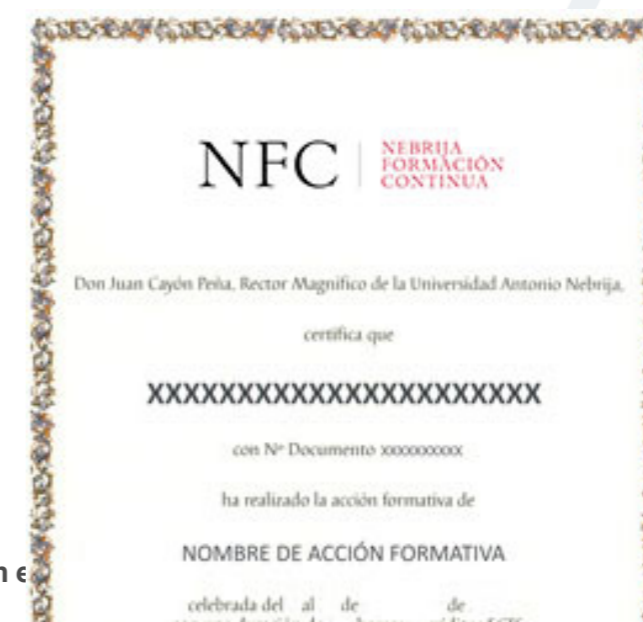 NFC
NEBRIJA
FORMACIÓN
CONTINUA
Don Juan Cayón Peña, Rector Magnífico de la Universidad Antonio Nebrija,
certifica que
XXXXXXXXXXXXXXXXXXXXXX
con Nº Documento xxxxxxxxxx
ha realizado la acción formativa de
NOMBRE DE ACCIÓN FORMATIVA
celebrada del al de de